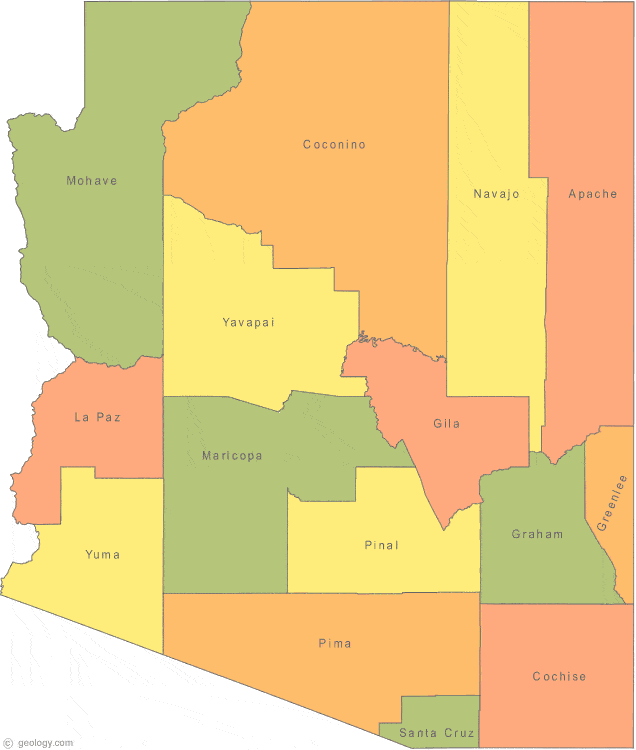 Coconino
Mohave
Navajo
Apache
Yavapai
La Paz
Gila
Maricopa
Greenlee
Graham
Pinal
Yuma
Pima
Cochise
Santa Cruz
© geology.com